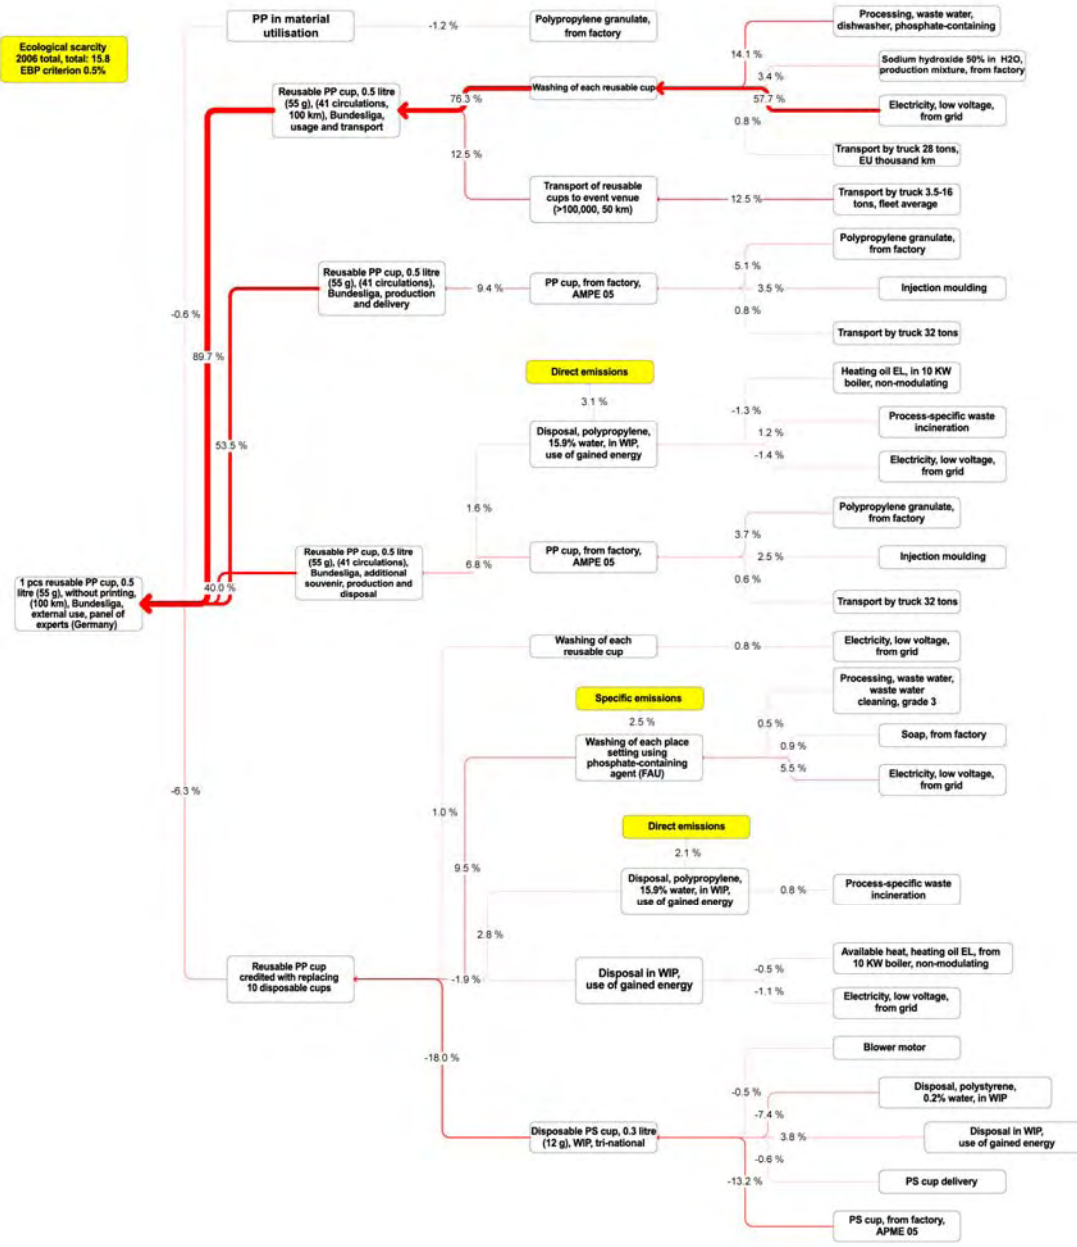 PP in material
utilisation
-1.2 %
Polypropylene granulate,
from factory
Processing, waste water,
dishwasher, phosphate-containing
Ecological scarcity
2006 total, total: 15.8
EBP criterion 0.5%
14.1 %
3.4 %
Sodium hydroxide 50% in H2O,
production mixture, from factory
Reusable PP cup, 0.5 litre
(55 g), (41 circulations,
100 km), Bundesliga,
usage and transport
76.3 %
Washing of each reusable cup
57.7 %
Electricity, low voltage,
from grid
0.8 %
12.5 %
Transport by truck 28 tons,
EU thousand km
Transport of reusable
cups to event venue
(>100,000, 50 km)
12.5 %
Transport by truck 3.5-16
tons, fleet average
Polypropylene granulate,
from factory
Reusable PP cup, 0.5 litre
(55 g), (41 circulations),
Bundesliga, production
and delivery
9.4 %
PP cup, from factory,
AMPE 05
5.1 %
3.5 %
Injection moulding
0.8 %
Transport by truck 32 tons
-0.6 %
89.7 %
Direct emissions
3.1 %
Heating oil EL, in 10 KW
boiler, non-modulating
-1.3 %
Process-specific waste
incineration
1.2 %
53.5 %
Disposal, polypropylene,
15.9% water, in WIP,
use of gained energy
-1.4 %
Electricity, low voltage,
from grid
1.6 %
Polypropylene granulate,
from factory
3.7 %
Reusable PP cup, 0.5 litre
(55 g), (41 circulations),
Bundesliga, additional
souvenir, production and
disposal
6.8 %
PP cup, from factory,
AMPE 05
2.5 %
Injection moulding
0.6 %
Transport by truck 32 tons
1 pcs reusable PP cup, 0.5
litre (55 g), without printing,
(100 km), Bundesliga,
external use, panel of
experts (Germany)
40.0 %
Washing of each
reusable cup
0.8 %
Electricity, low voltage,
from grid
Specific emissions
2.5 %
Processing, waste water,
waste water
cleaning, grade 3
0.5 %
0.9 %
Soap, from factory
Washing of each place
setting using
phosphate-containing
agent (FAU)
5.5 %
Electricity, low voltage,
from grid
-6.3 %
1.0 %
9.5 %
Direct emissions
2.1 %
Disposal, polypropylene,
15.9% water, in WIP,
use of gained energy
0.8 %
Process-specific waste
incineration
2.8 %
Reusable PP cup
credited with replacing
10 disposable cups
-1.9 %
Disposal in WIP,
use of gained energy
-0.5 %
Available heat, heating oil EL, from
10 KW boiler, non-modulating
-1.1 %
Electricity, low voltage,
from grid
-18.0 %
Blower motor
-0.5 %
Disposal, polystyrene,
0.2% water, in WIP
-7.4 %
Disposable PS cup, 0.3 litre
(12 g), WIP, tri-national
3.8 %
Disposal in WIP,
use of gained energy
-0.6 %
PS cup delivery
-13.2 %
PS cup, from factory,
APME 05